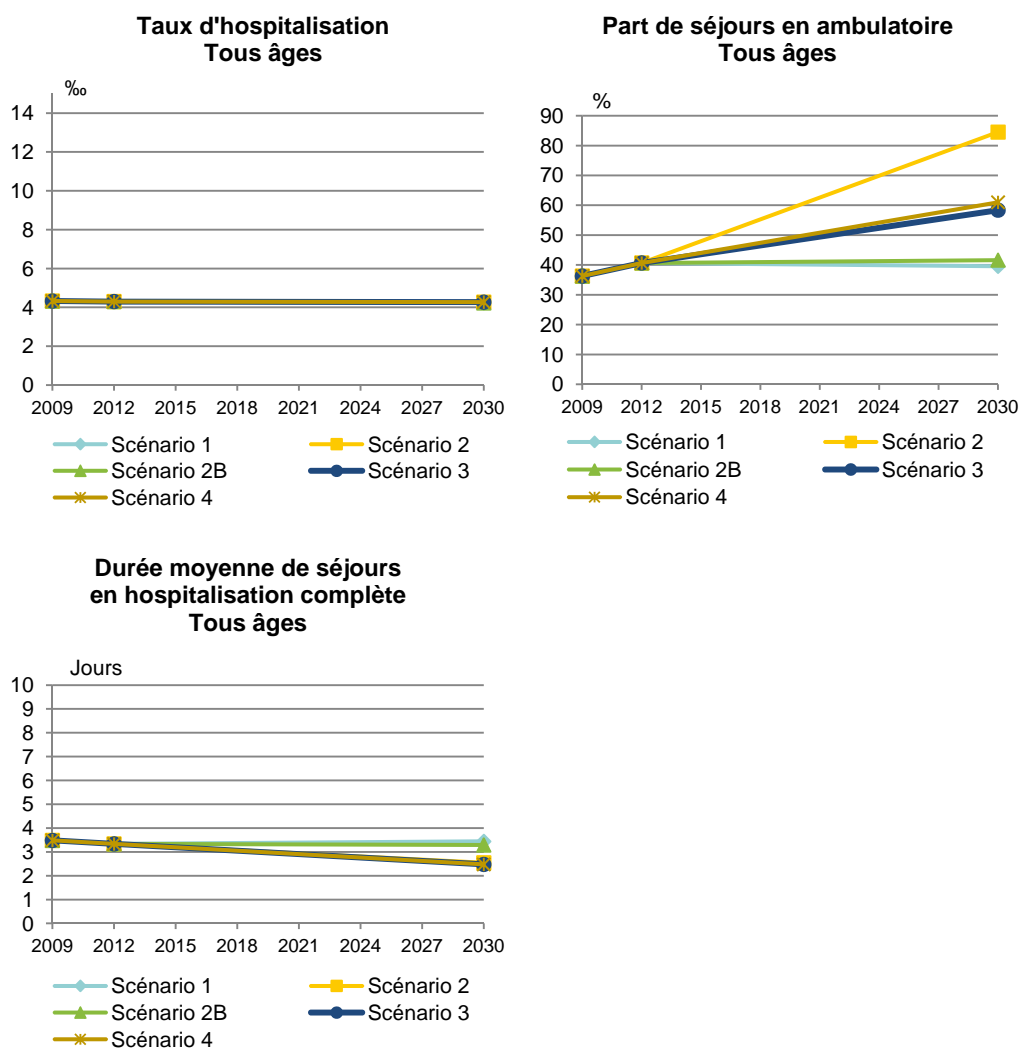 Taux d'hospitalisation
Tous âges
‰
14
12
10
8
6
4
2
0
2009 2012 2015 2018 2021 2024 2027 2030
Scénario 1 Scénario 2
Scénario 2B Scénario 3
Scénario 4
Part de séjours en ambulatoire
Tous âges
%
90
80
70
60
50
40
30
20
10
0
2009 2012 2015 2018 2021 2024 2027 2030
Scénario 1 Scénario 2
Scénario 2B Scénario 3
Scénario 4
Durée moyenne de séjours
en hospitalisation complète
Tous âges
Jours
10
9
8
7
6
5
4
3
2
1
0
2009 2012 2015 2018 2021 2024 2027 2030
Scénario 1 Scénario 2
Scénario 2B Scénario 3
Scénario 4